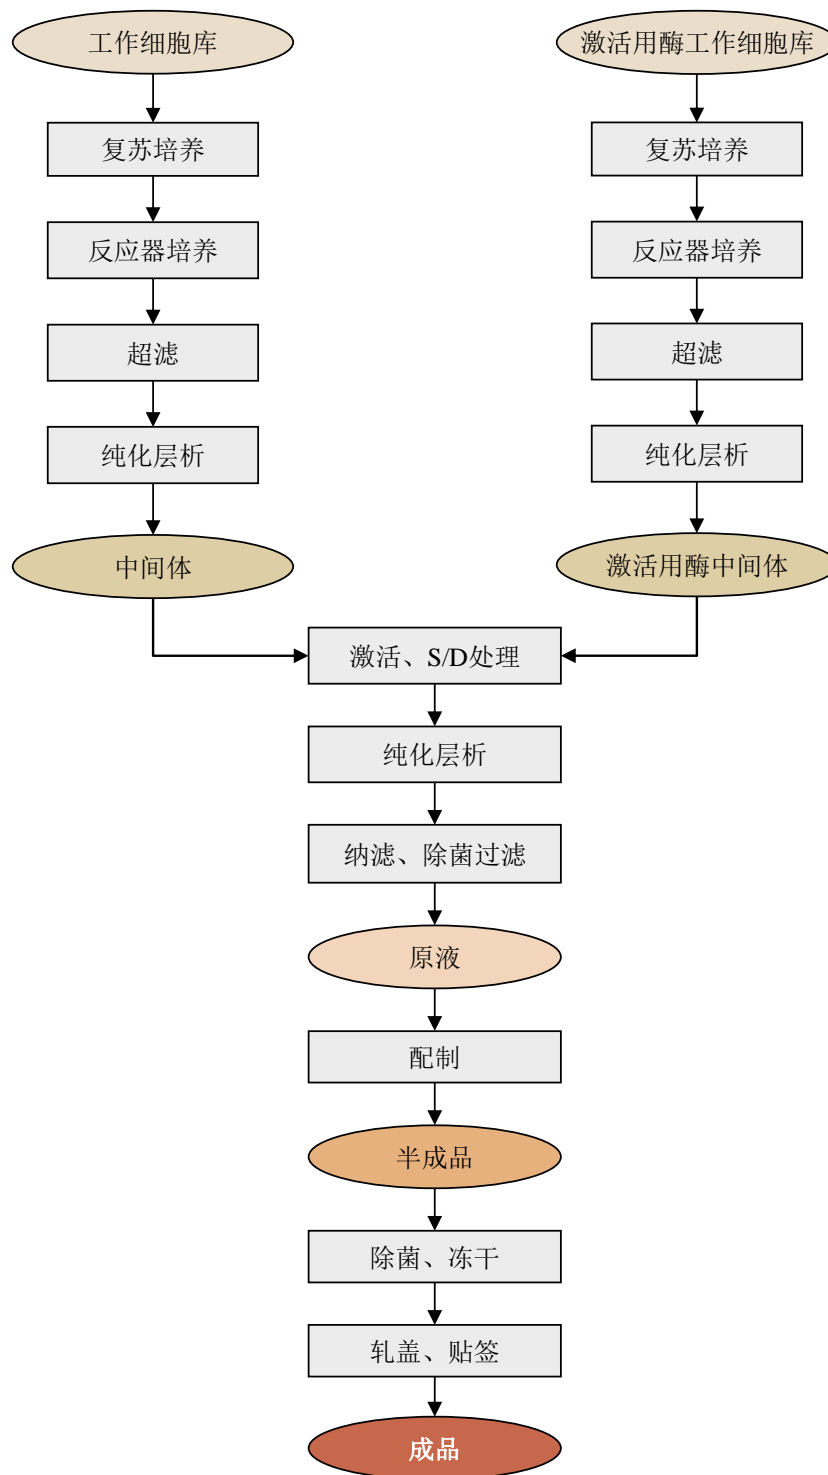 工作细胞库
激活用酶工作细胞库
复苏培养
复苏培养
反应器培养
反应器培养
超滤
超滤
纯化层析
纯化层析
中间体
激活用酶中间体
激活、S/D处理
纯化层析
纳滤、除菌过滤
原液
配制
半成品
除菌、冻干
轧盖、贴签
成品